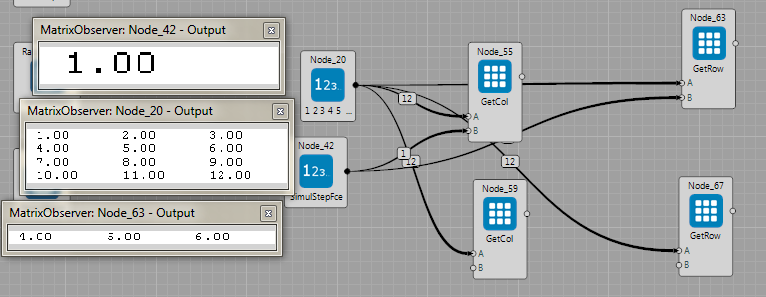 MatrixObserver: Node_42 - Output
1.00
MatrixObserver: Node_20 - Output
1.00 2.00 3.00
4.00 5.00 6.00
7.00 8.00 9.00
10.00 11.00 12.00
MatrixObserver: Node_63 - Output
4.00 5.00 6.00
Ra
Node_20
123...
1 2 3 4 5 ...
Node_42
123...
SimulStepFce
12
1
12
12
Node_55
GetCol
A
B
Node_59
GetCol
A
B
Node_63
GetRow
A
B
Node_67
GetRow
A
B